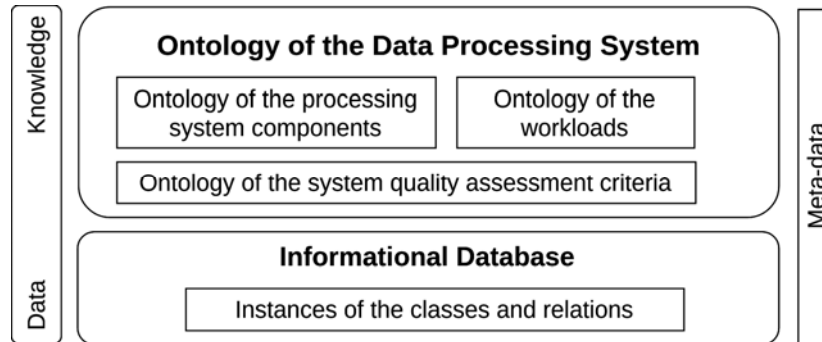 Knowledge
Data
Ontology of the Data Processing System
Ontology of the processing
system components
Ontology of the
workloads
Ontology of the system quality assessment criteria
Informational Database
Instances of the classes and relations
Meta-data